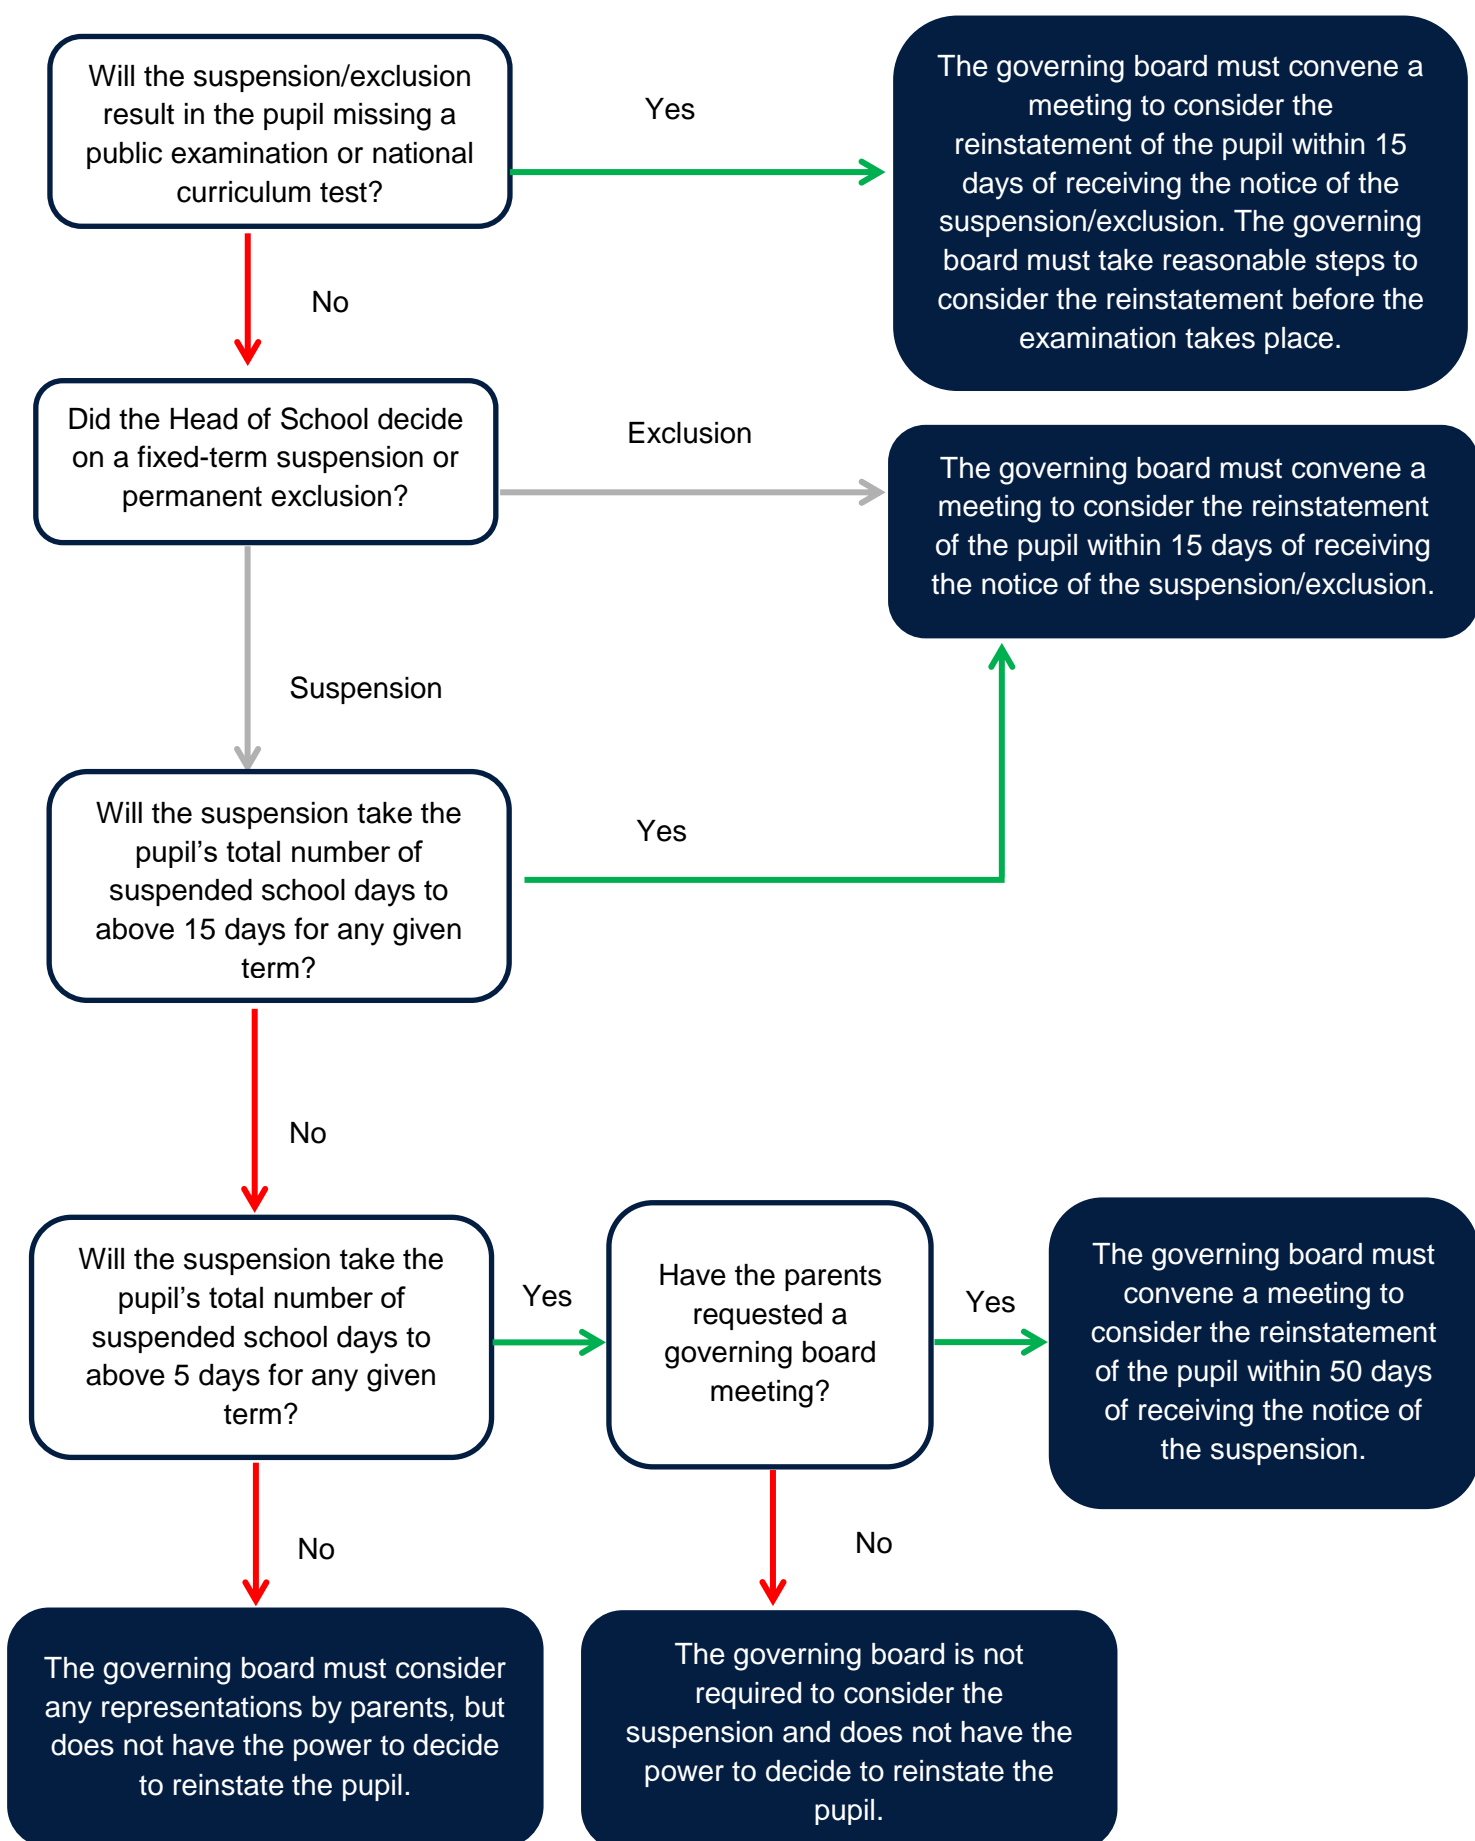 Will the suspension/exclusion
result in the pupil missing a
public examination or national
curriculum test?
Yes
The governing board must convene a
meeting to consider the
reinstatement of the pupil within 15
days of receiving the notice of the
suspension/exclusion. The governing
board must take reasonable steps to
consider the reinstatement before the
examination takes place.
No
Did the Head of School decide
on a fixed-term suspension or
permanent exclusion?
Exclusion
The governing board must convene a
meeting to consider the reinstatement
of the pupil within 15 days of receiving
the notice of the suspension/exclusion.
Suspension
Will the suspension take the
pupil’s total number of
suspended school days to
above 15 days for any given
term?
Yes
No
Will the suspension take the
pupil’s total number of
suspended school days to
above 5 days for any given
term?
Yes
Have the parents
requested a
governing board
meeting?
Yes
The governing board must
convene a meeting to
consider the reinstatement
of the pupil within 50 days
of receiving the notice of
the suspension.
No
No
The governing board must consider
any representations by parents, but
does not have the power to decide
to reinstate the pupil.
The governing board is not
required to consider the
suspension and does not have the
power to decide to reinstate the
pupil.